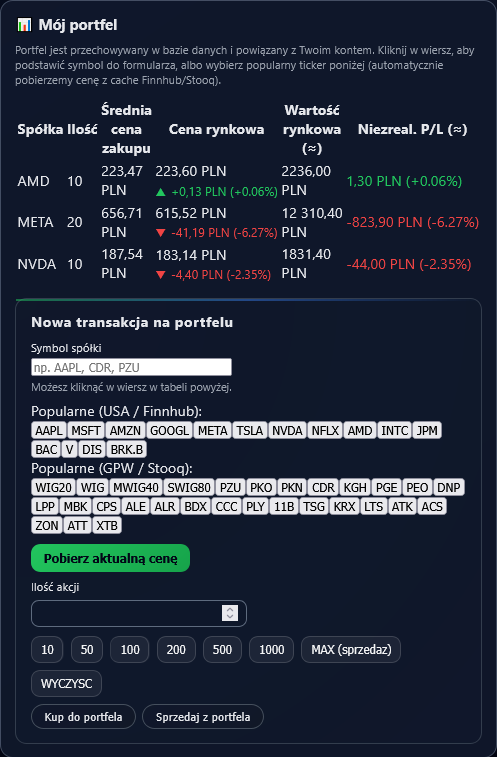 📊 Mój portfel
Portfel jest przechowywany w bazie danych i powiązany z Twoim kontem. Kliknij w wiersz, aby
podstawić symbol do formularza, albo wybierz popularny ticker poniżej (automatycznie
pobierzemy cenę z cache Finnhub/Stooq).
Spółka Ilość Średnia cena zakupu Cena rynkowa Wartość rynkowa (≈) Niezreal. P/L (≈)
AMD 10 223,47 PLN 223,60 PLN ▲ +0,13 PLN (+0.06%) 2236,00 PLN 1,30 PLN (+0.06%)
META 20 656,71 PLN 615,52 PLN ▼ -41,19 PLN (-6.27%) 12 310,40 PLN -823,90 PLN (-6.27%)
NVDA 10 187,54 PLN 183,14 PLN ▼ -4,40 PLN (-2.35%) 1831,40 PLN -44,00 PLN (-2.35%)
Nowa transakcja na portfelu
Symbol spółki
np. AAPL, CDR, PZU
Możesz kliknąć w wiersz w tabeli powyżej.
Popularne (USA / Finnhub):
AAPL MSFT AMZN GOOGL META TSLA NVDA NFLX AMD INTC JPM
BAC V DIS BRK.B
Popularne (GPW / Stooq):
WIG20 WIG MWIG40 SWIG80 PZU PKO PKN CDR KGH PGE PEO DNP
LPP MBK CPS ALE ALR BDX CCC PLY 11B TSG KRX LTS ATK ACS
ZON ATT XTB
Pobierz aktualną cenę
Ilość akcji
10 50 100 200 500 1000 MAX (sprzedaz)
WYCZYSC
Kup do portfela Sprzedaj z portfela